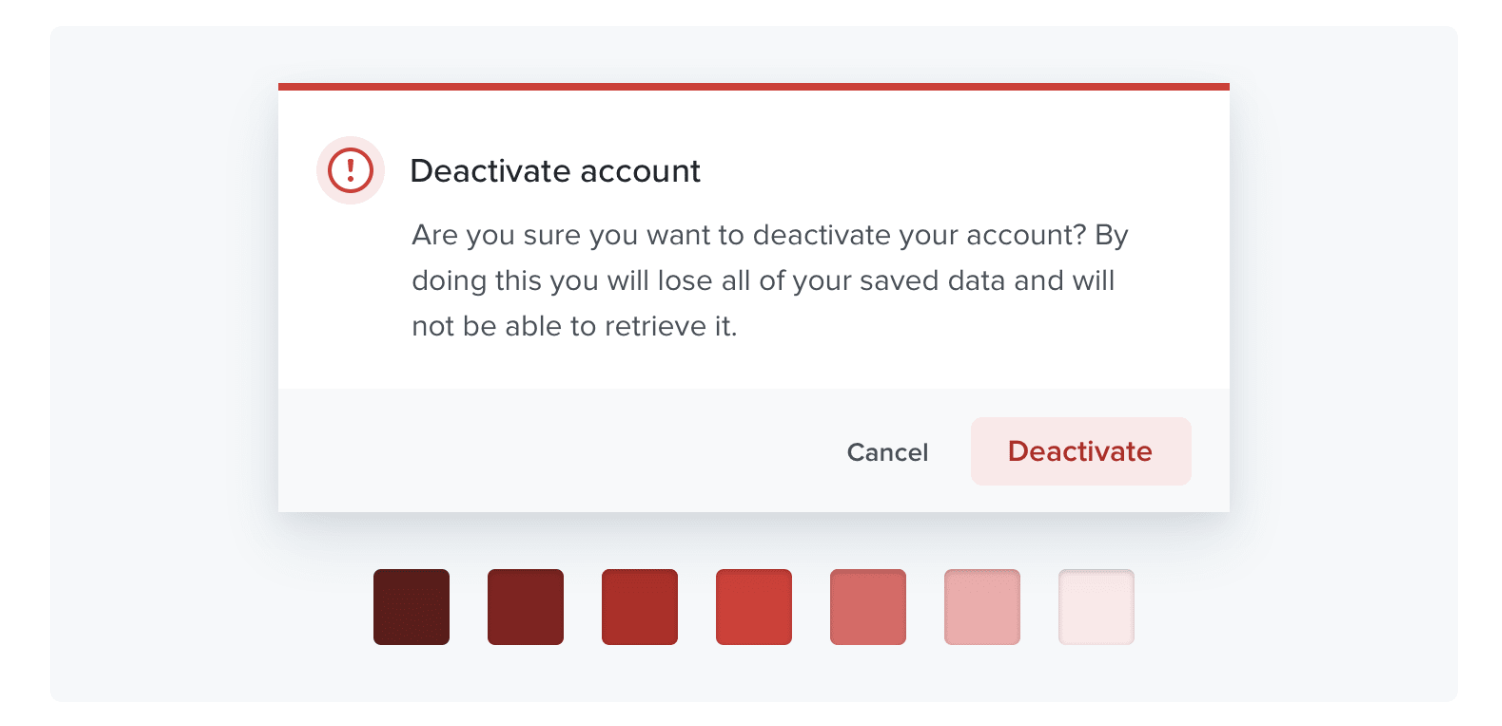 Deactivate account
Are you sure you want to deactivate your account? By
doing this you will lose all of your saved data and will
not be able to retrieve it.
Cancel
Deactivate